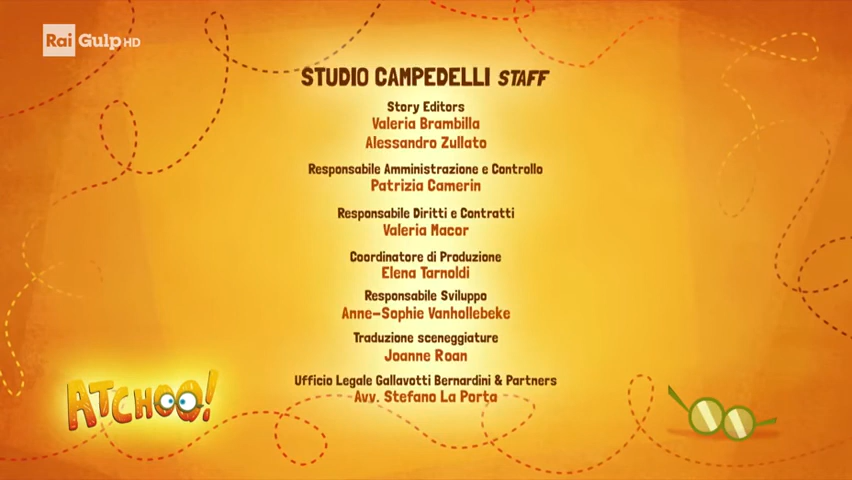 Rai Gulp HD
STUDIO CAMPEDELLI STAFF
Story Editors
Valeria Brambilla
Alessandro Zullato
Responsabile Amministrazione e Controllo
Patrizia Camerin
Responsabile Diritti e Contratti
Valeria Macor
Coordinatore di Produzione
Elena Tarnoldi
Responsabile Sviluppo
Anne-Sophie Vanhollebeke
Traduzione sceneggiature
Joanne Roan
Ufficio Legale Gallavotti Bernardini & Partners
Avv. Stefano La Porta
ATCHOO!